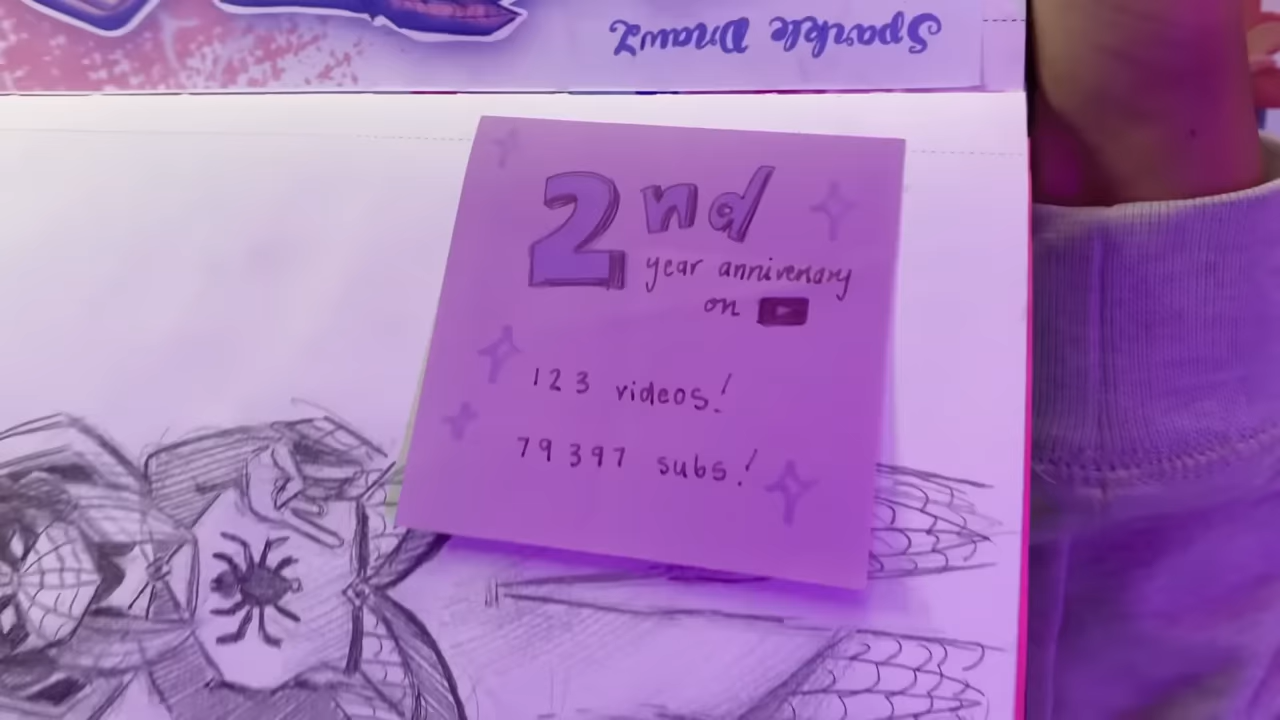 Sparkle DrawZ
2nd
year anniversary
on
123 videos!
79397 subs!